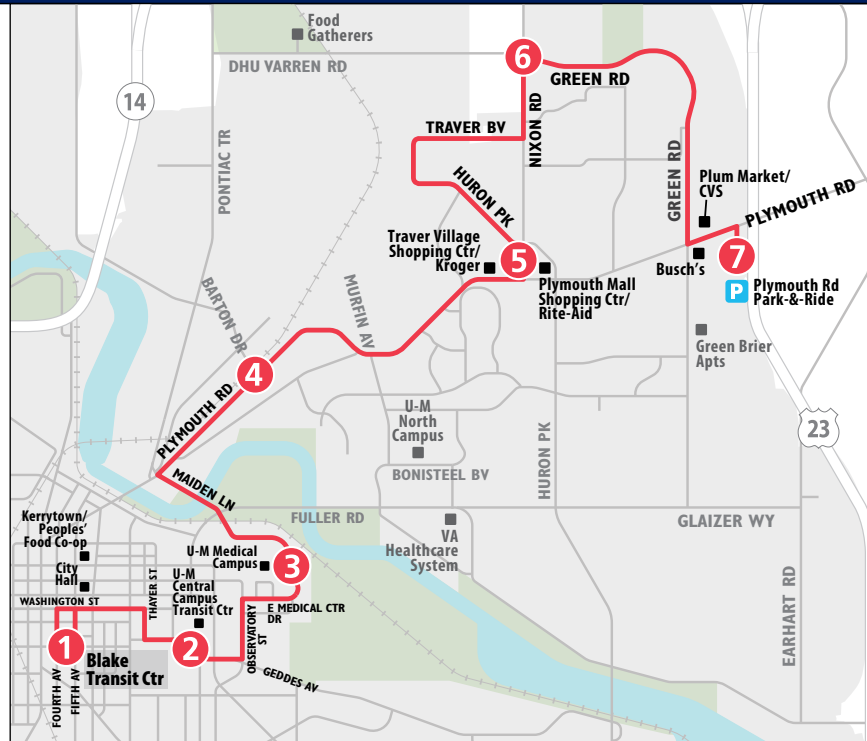 Food
Gatherers
6
DHU VARREN RD
GREEN RD
14
TRAVER BV
NIXON RD
PONTIAC TR
HURON PK
GREEN RD
Plum Market/
CVS
PLYMOUTH RD
Traver Village
Shopping Ctr/
Kroger
5
7
Busch's
Plymouth Mall
Shopping Ctr/
Rite-Aid
P
Plymouth Rd
Park-&-Ride
BARTON DR
MURFIN AV
Green Brier
Apts
4
PLYMOUTH RD
U-M
North
Campus
23
HURON PK
BONISTEEL BV
MAIDEN LN
FULLER RD
GLAIZER WY
Kerrytown/
Peoples'
Food Co-op
VA
Healthcare
System
City
Hall
U-M Medical
Campus
3
THAYER ST
U-M
Central
Campus
Transit Ctr
WASHINGTON ST
E MEDICAL CTR
DR
OBSERVATORY
ST
EARHART RD
1
2
Blake
Transit Ctr
GEDDES AV
FOURTH AV
FIFTH AV